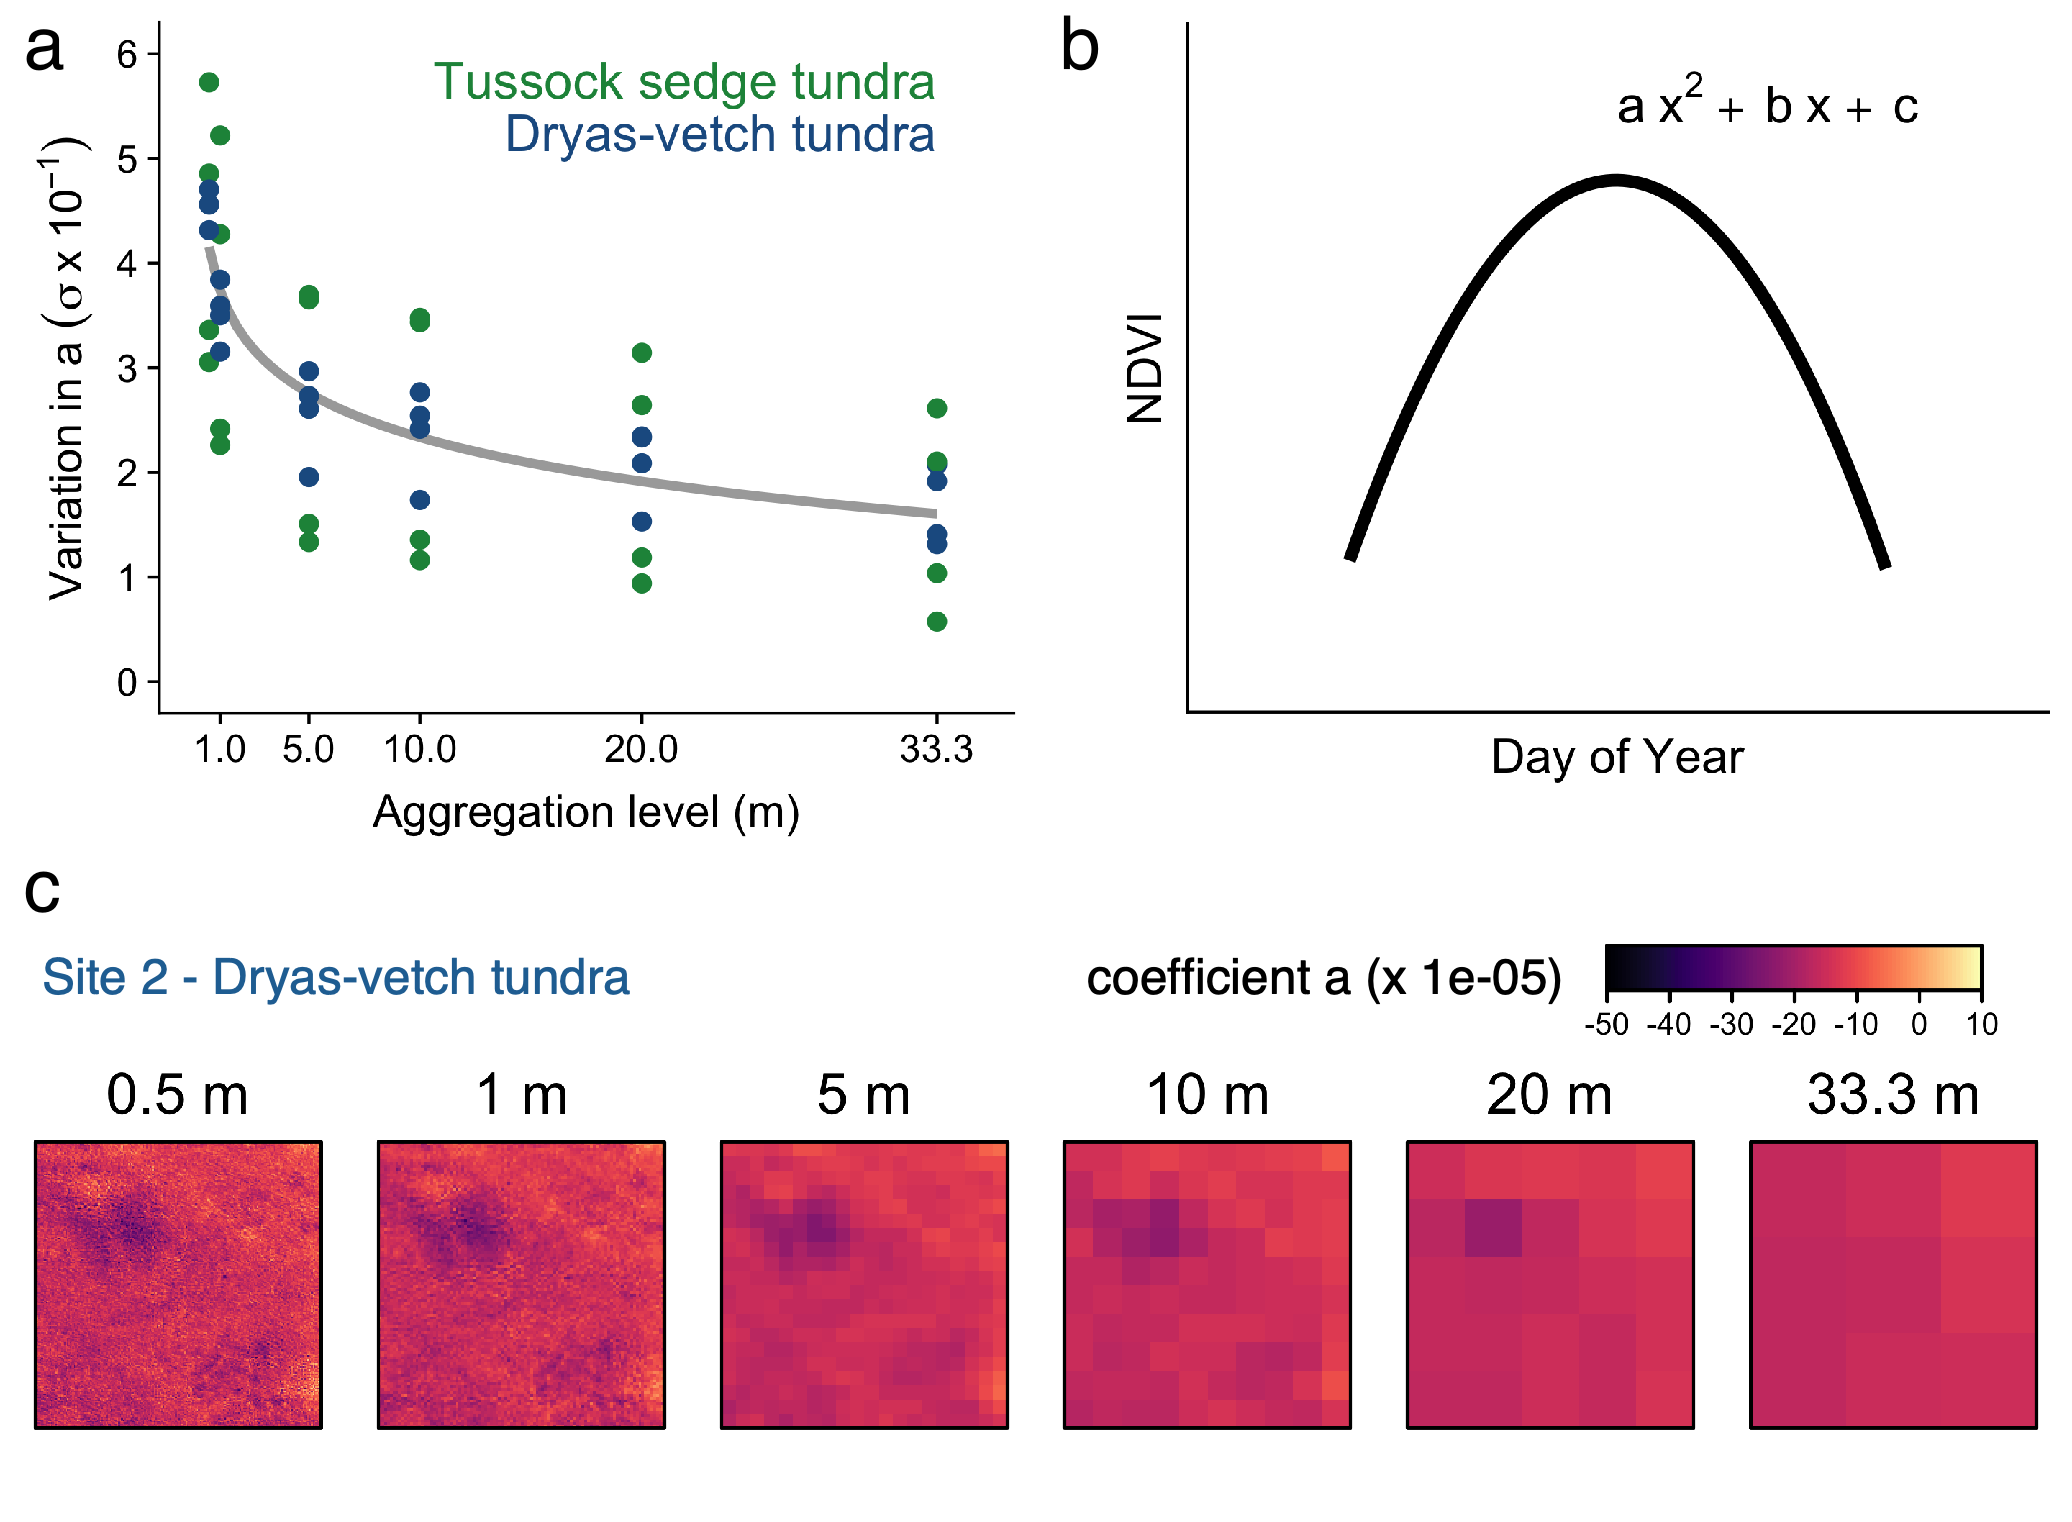 a
Tussock sedge tundra
Dryas-vetch tundra
Variation in a (σ x 10⁻¹)
6
5
4
3
2
1
0
1.0 5.0 10.0 20.0 33.3
Aggregation level (m)
b
a x² + b x + c
NDVI
Day of Year
c
Site 2 - Dryas-vetch tundra
coefficient a (x 1e-05)
-50 -40 -30 -20 -10 0 10
0.5 m 1 m 5 m 10 m 20 m 33.3 m